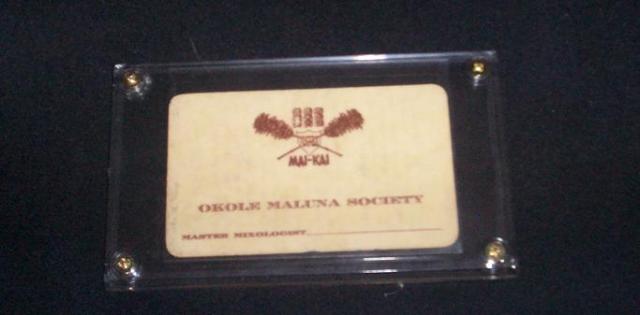 MAI-KAI
OKOLE MALUNA SOCIETY
MASTER MIXOLOGIST